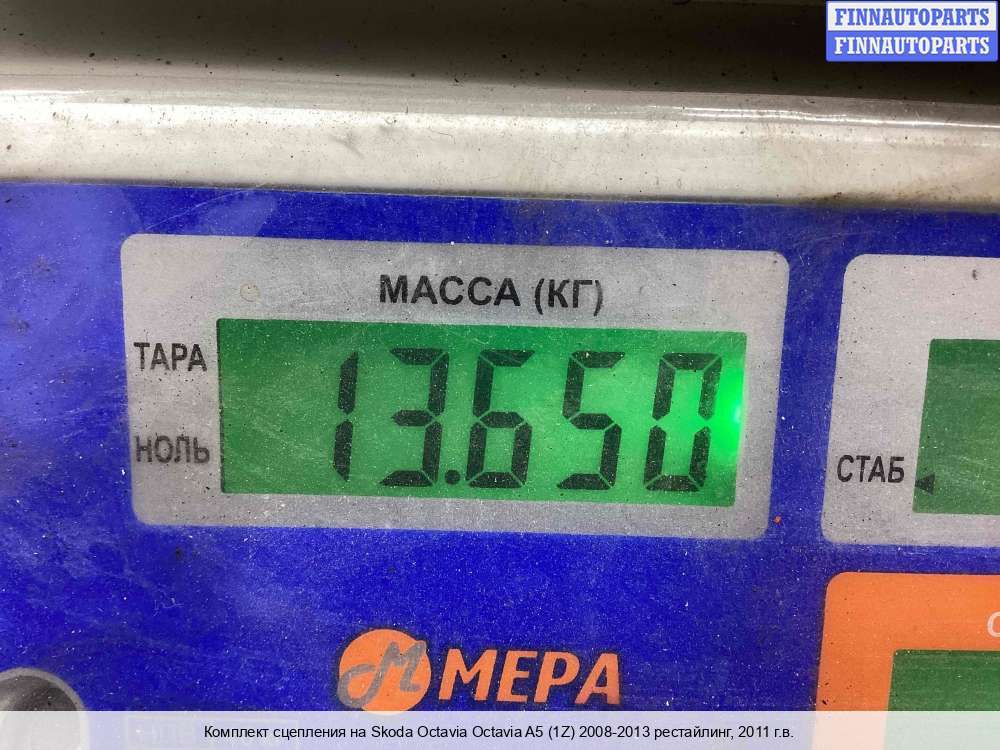 FINNAUTOPARTS
FINNAUTOPARTS
МАССА (КГ)
ТАРА
13.650
НОЛЬ
СТАБ
М МЕРА
Комплект сцепления на Skoda Octavia Octavia A5 (1Z) 2008-2013 рестайлинг, 2011 г.в.